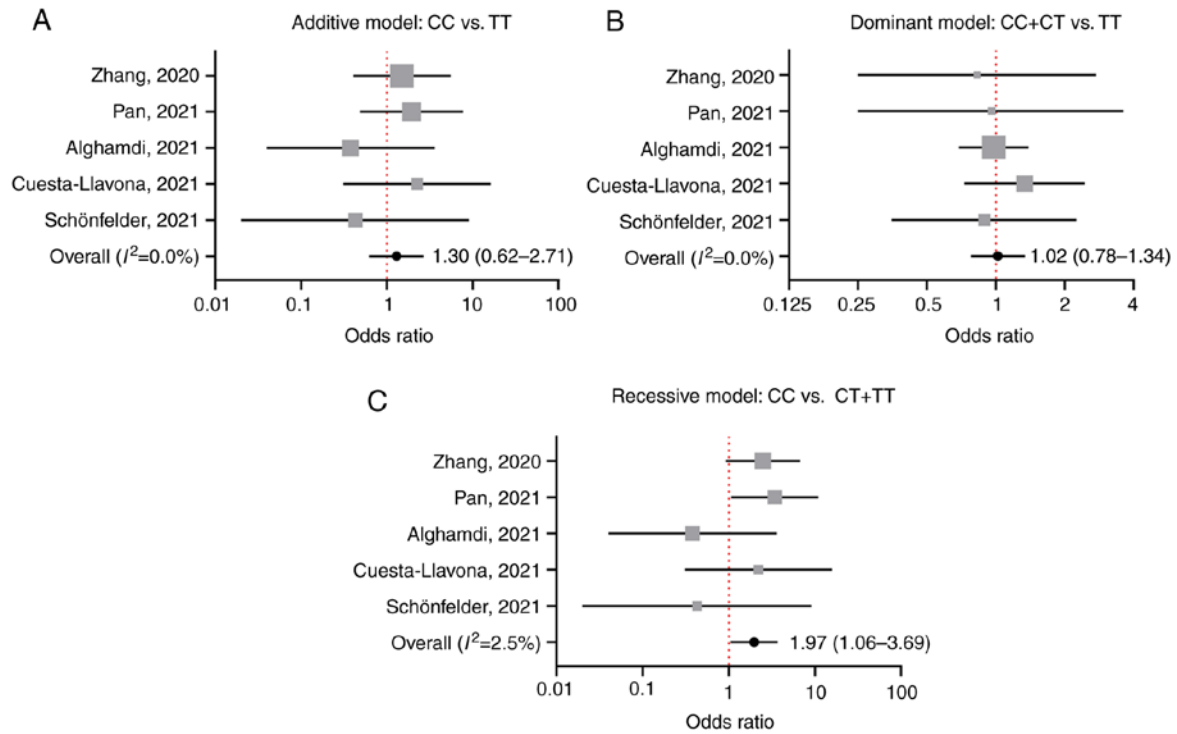 A
Additive model: CC vs. TT
Zhang, 2020
Pan, 2021
Alghamdi, 2021
Cuesta-Llavona, 2021
Schönfelder, 2021
Overall (I²=0.0%)
1.30 (0.62–2.71)
0.01 0.1 1 10 100
Odds ratio
B
Dominant model: CC+CT vs. TT
Zhang, 2020
Pan, 2021
Alghamdi, 2021
Cuesta-Llavona, 2021
Schönfelder, 2021
Overall (I²=0.0%)
1.02 (0.78–1.34)
0.125 0.25 0.5 1 2 4
Odds ratio
C
Recessive model: CC vs. CT+TT
Zhang, 2020
Pan, 2021
Alghamdi, 2021
Cuesta-Llavona, 2021
Schönfelder, 2021
Overall (I²=2.5%)
1.97 (1.06–3.69)
0.01 0.1 1 10 100
Odds ratio